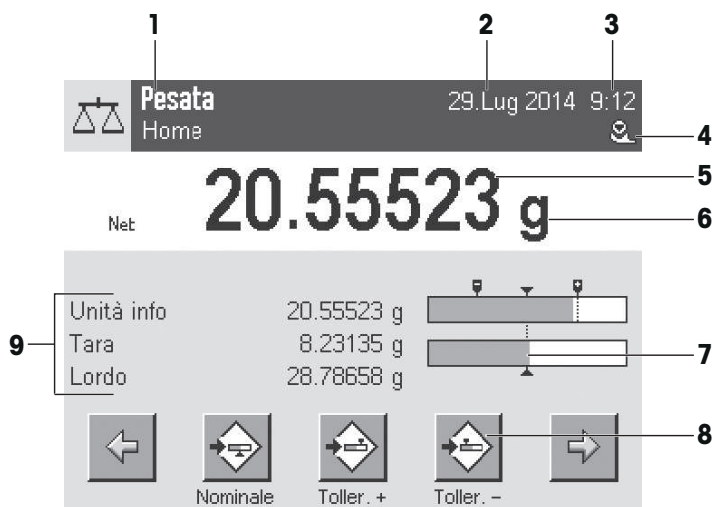 1
2
3
Pesata
29.Lug 2014 9:12
Home
4
20.55523 g
5
Net
6
Unità info 20.55523 g
9
Tara 8.23135 g
7
Lordo 28.78658 g
8
Nominale Toller. + Toller. −